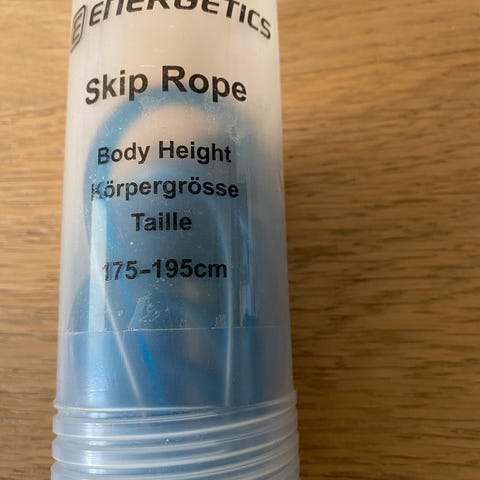 ENERGETICS
Skip Rope
Body Height
Körpergrösse
Taille
175-195cm